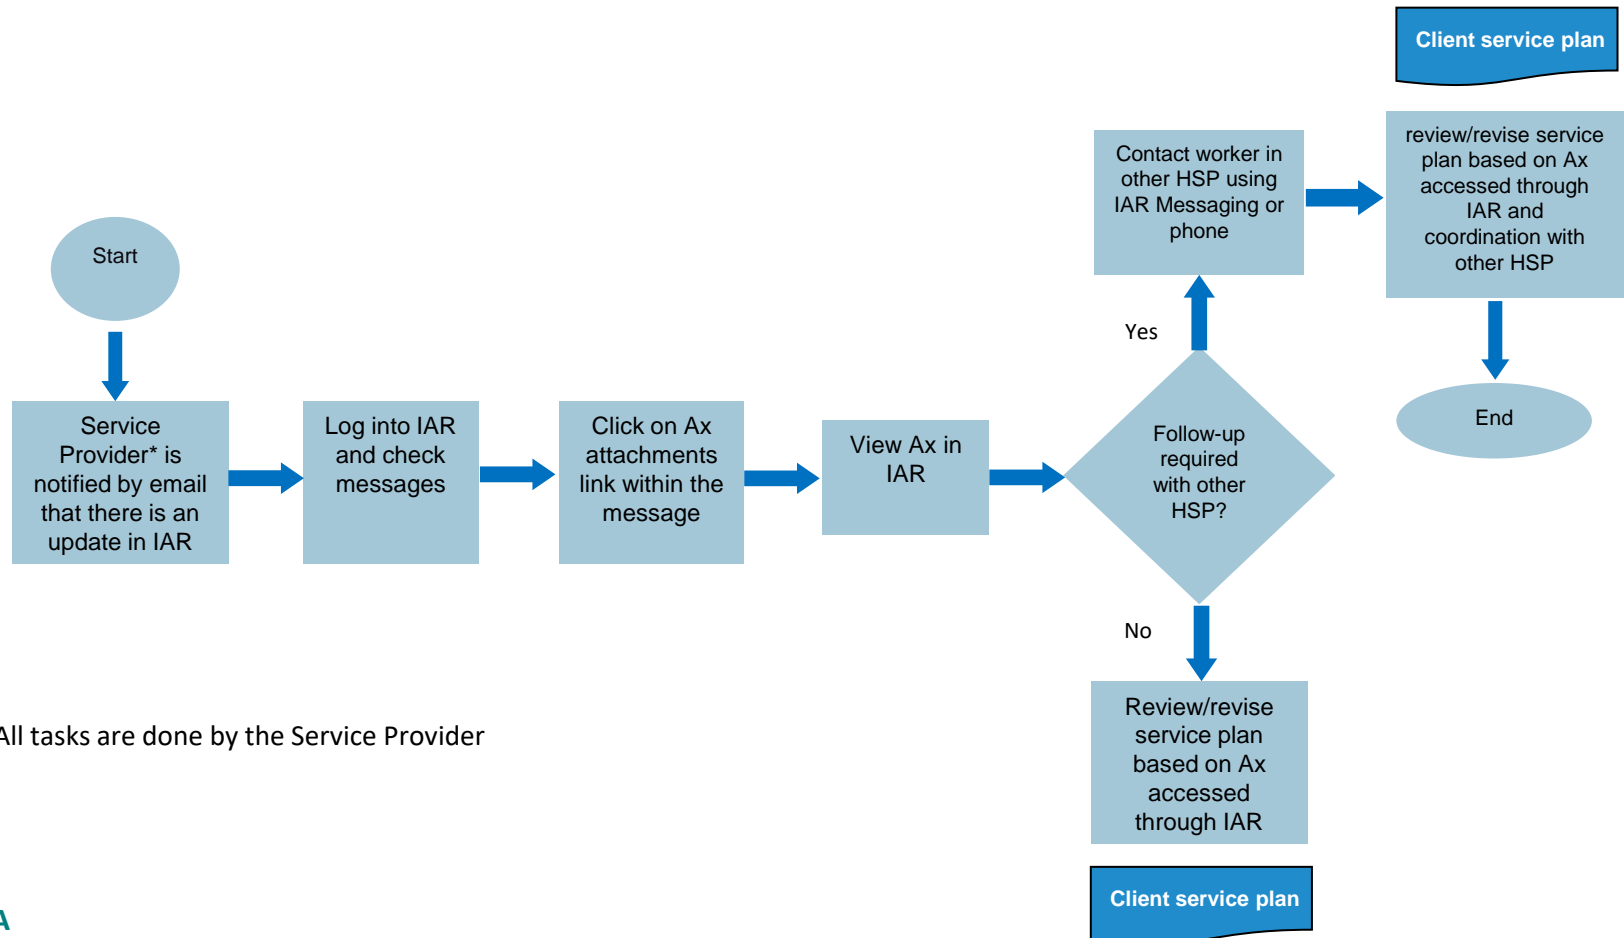 Client service plan
Contact worker in
other HSP using
IAR Messaging or
phone
review/revise service
plan based on Ax
accessed through
IAR and
coordination with
other HSP
Start
Yes
Service
Provider* is
notified by email
that there is an
update in IAR
Log into IAR
and check
messages
Click on Ax
attachments
link within the
message
View Ax in
IAR
Follow-up
required
with other
HSP?
End
No
Review/revise
service plan
based on Ax
accessed
through IAR
All tasks are done by the Service Provider
Client service plan
A